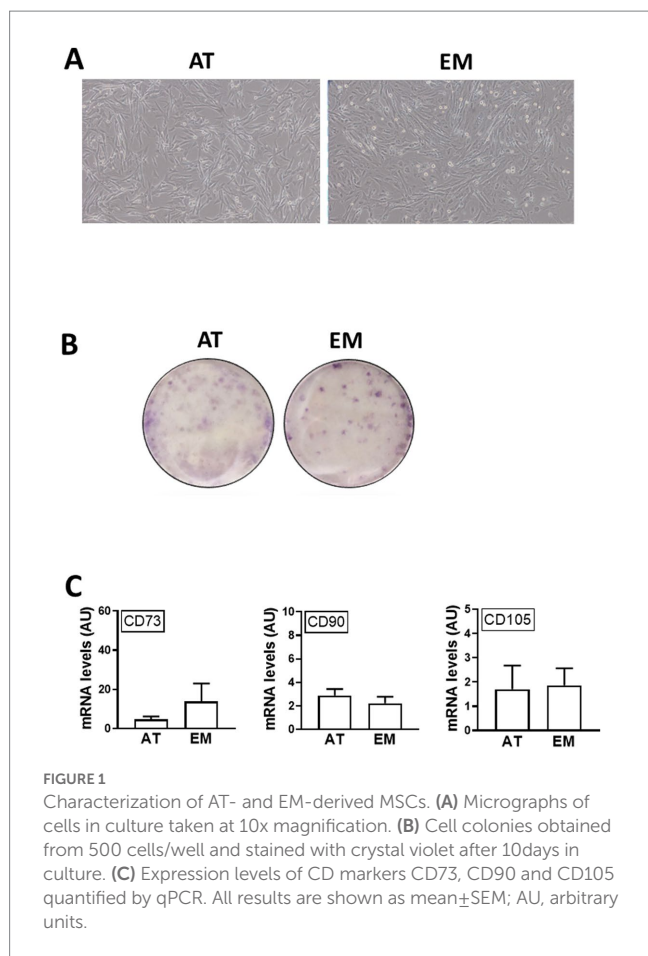 A
AT
EM
B
AT
EM
C
mRNA levels (AU)
60
40
20
0
CD73
AT
EM
mRNA levels (AU)
10
8
6
4
2
0
CD90
AT
EM
mRNA levels (AU)
5
4
3
2
1
0
CD105
AT
EM
FIGURE 1
Characterization of AT- and EM-derived MSCs. (A) Micrographs of
cells in culture taken at 10x magnification. (B) Cell colonies obtained
from 500 cells/well and stained with crystal violet after 10days in
culture. (C) Expression levels of CD markers CD73, CD90 and CD105
quantified by qPCR. All results are shown as mean±SEM; AU, arbitrary
units.